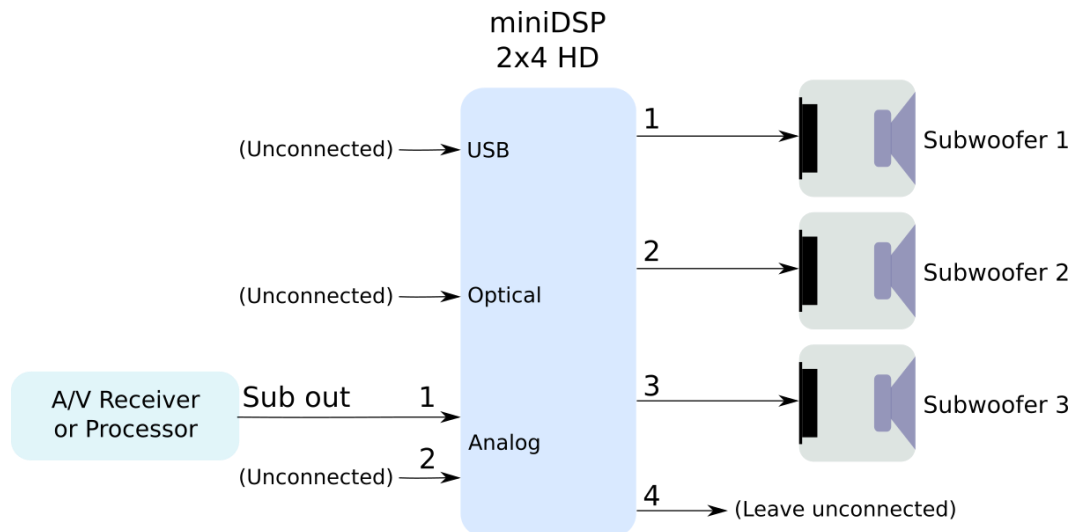 miniDSP
2x4 HD
1
(Unconnected)
USB
Subwoofer 1
2
(Unconnected)
Optical
Subwoofer 2
3
A/V Receiver
or Processor
Sub out
1
Subwoofer 3
Analog
(Unconnected)
2
4
(Leave unconnected)